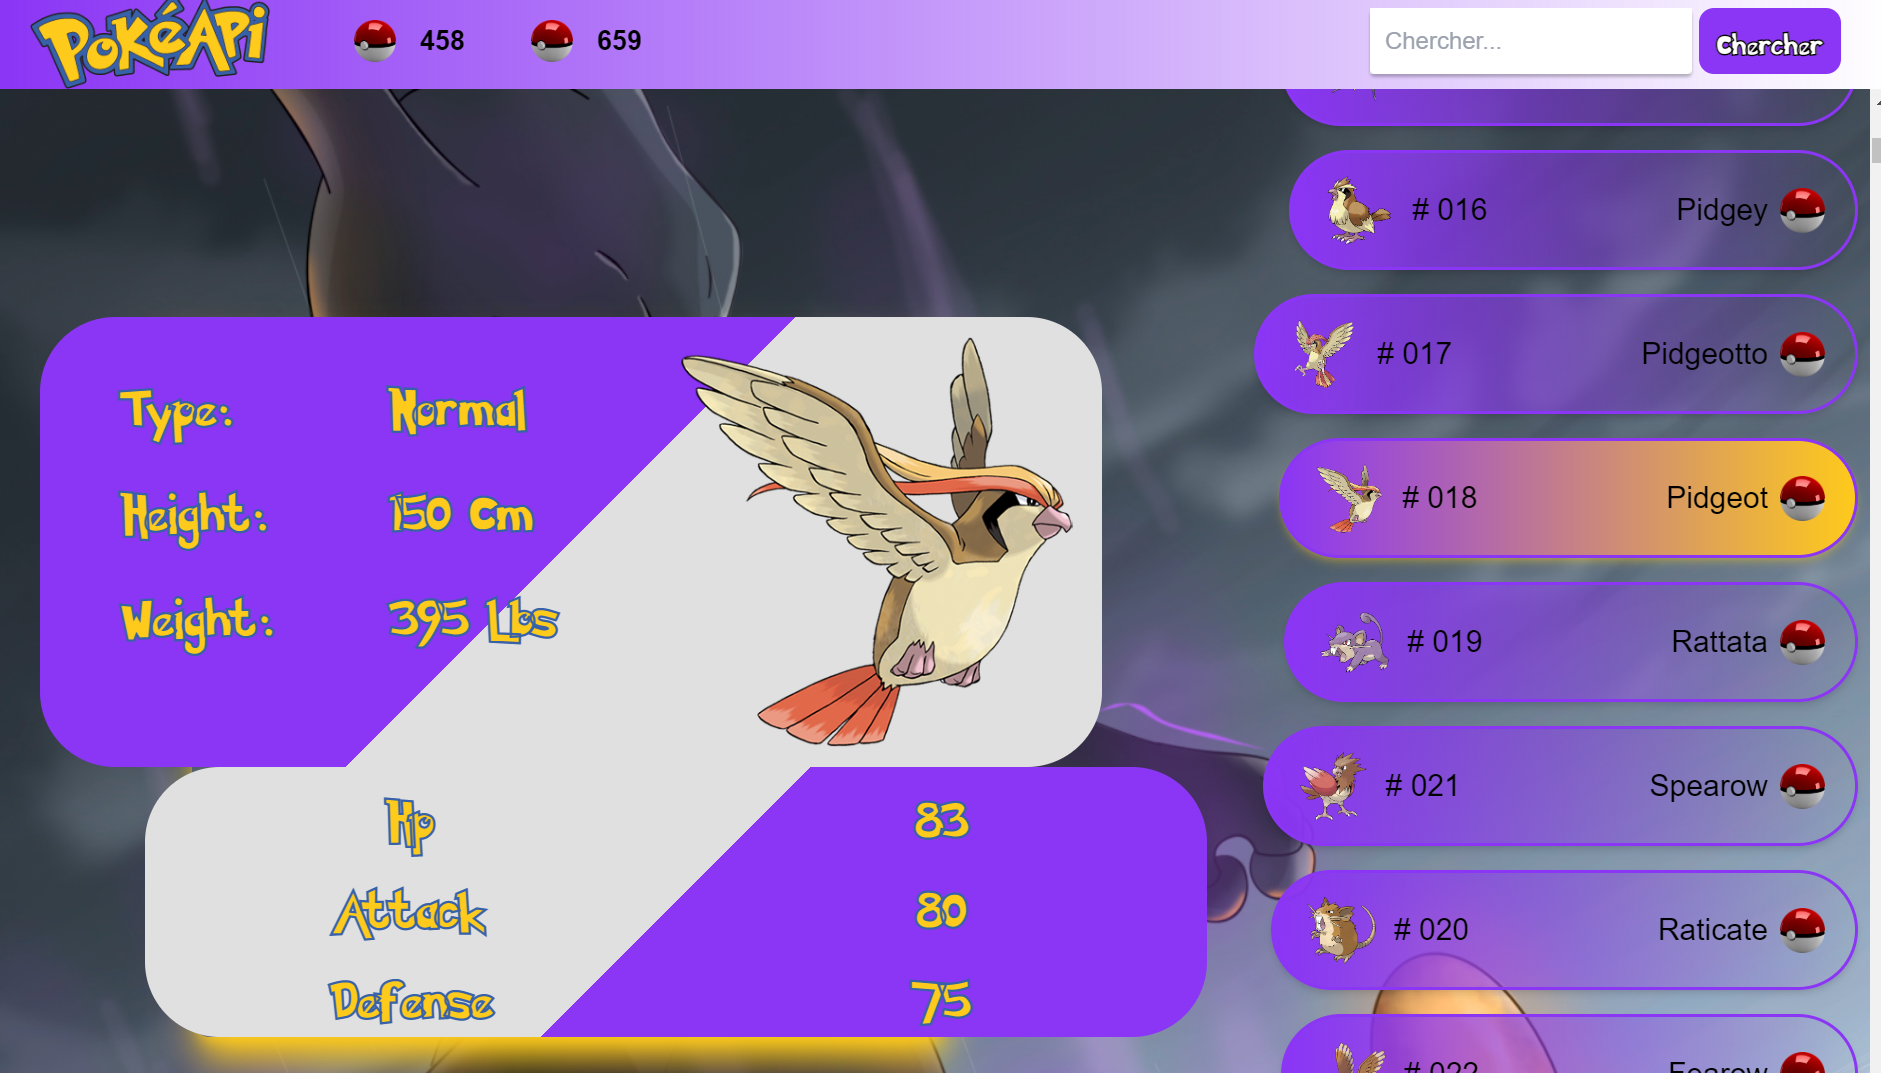 PokéApi
458
659
Chercher...
Chercher
# 016 Pidgey
# 017 Pidgeotto
# 018 Pidgeot
# 019 Rattata
# 021 Spearow
# 020 Raticate
# 022 Fearow
Type: Normal
Height: 150 Cm
Weight: 395 Lbs
Hp 83
Attack 80
Defense 75